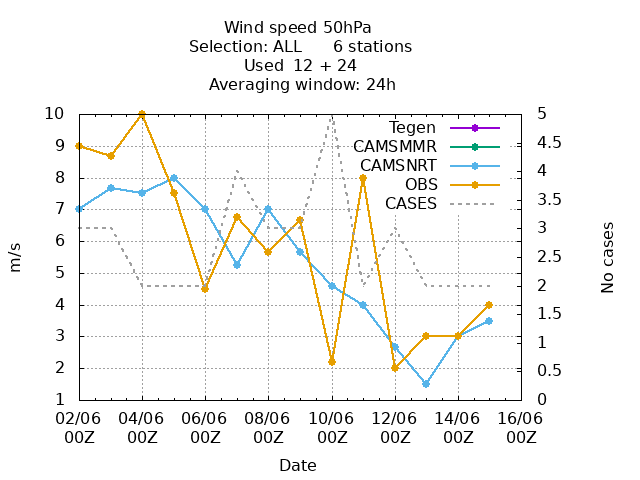 Wind speed 50hPa
Selection: ALL 6 stations
Used 12 + 24
Averaging window: 24h
10 5
9 4.5
8 4
7 3.5
6 3
5 2.5
4 2
3 1.5
2 1
1 0.5
0
Tegen
CAMSMMR
CAMSNRT
OBS
CASES
m/s
No cases
02/06 04/06 06/06 08/06 10/06 12/06 14/06 16/06
00Z 00Z 00Z 00Z 00Z 00Z 00Z 00Z
Date